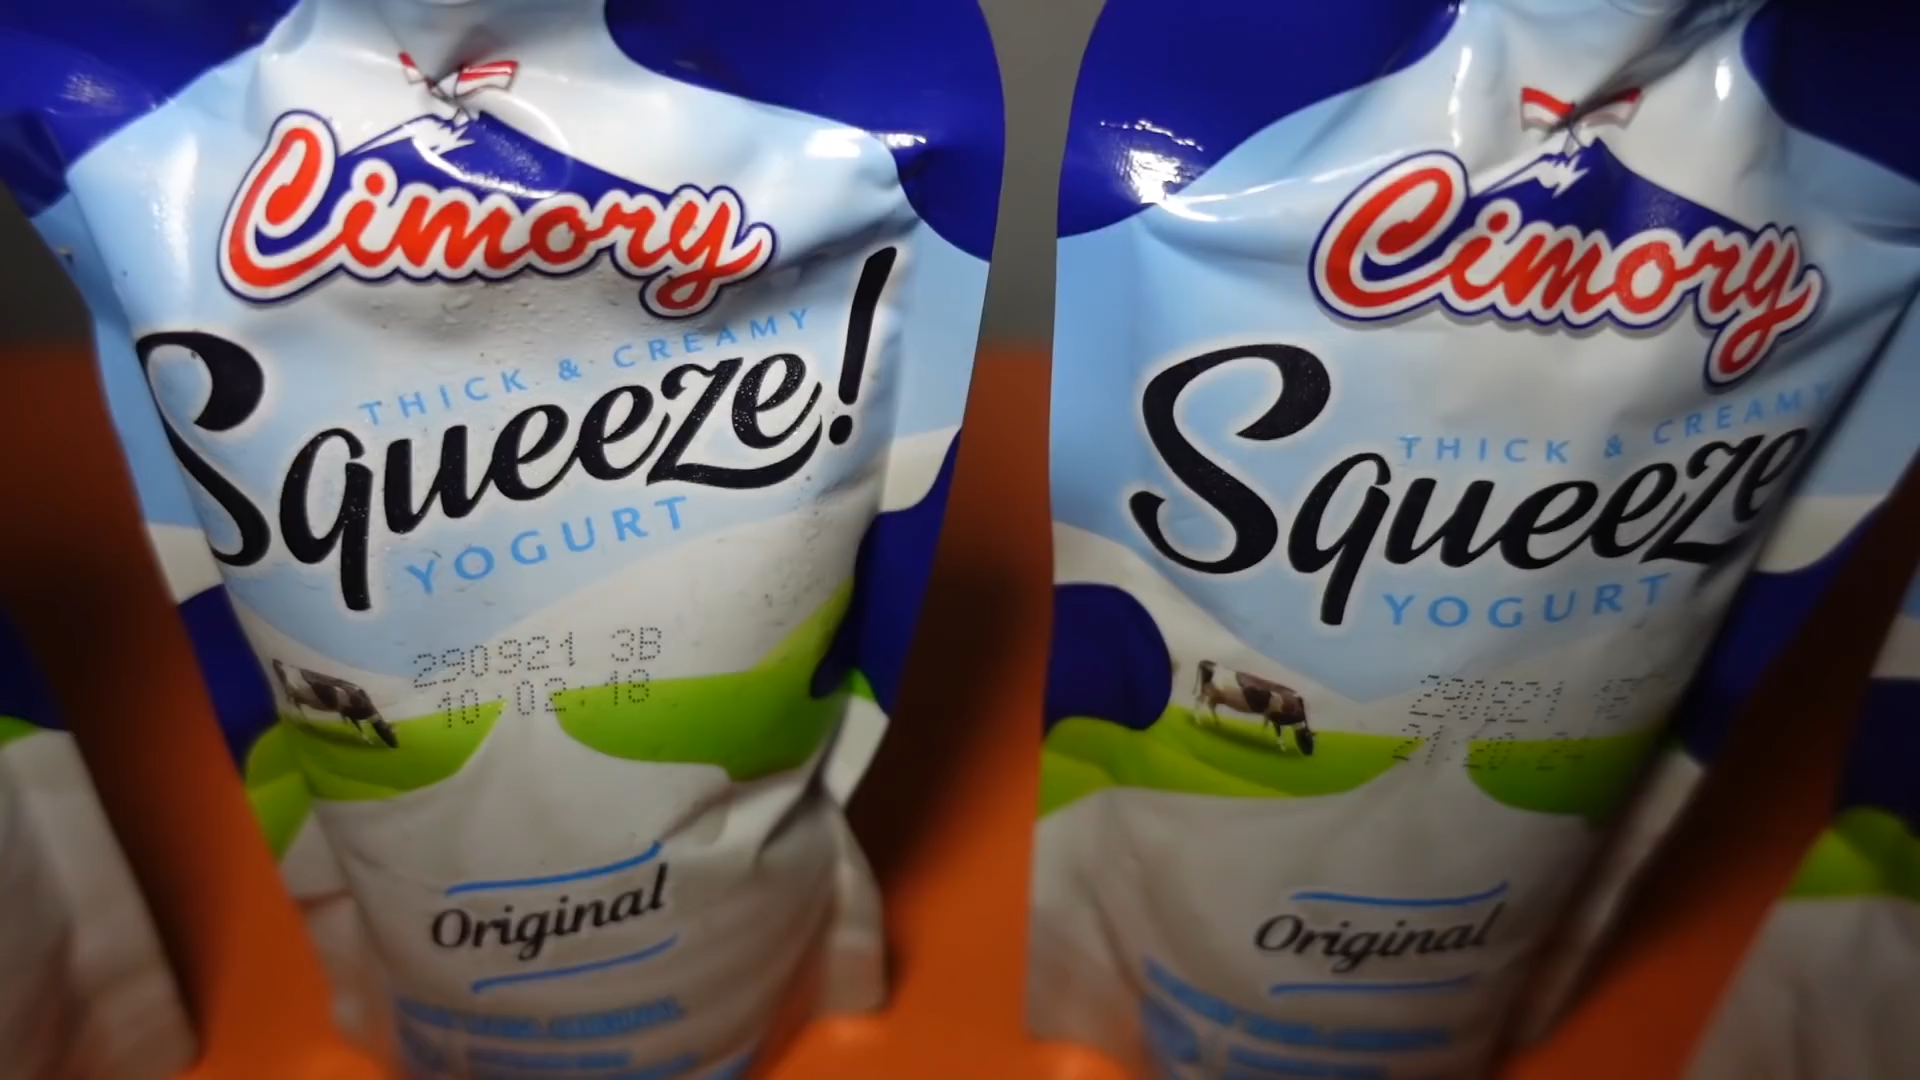 Cimory
THICK & CREAMY
Squeeze!
YOGURT
290921 3B
10:02:18
Original
Cimory
THICK & CREAMY
Squeeze
YOGURT
Original